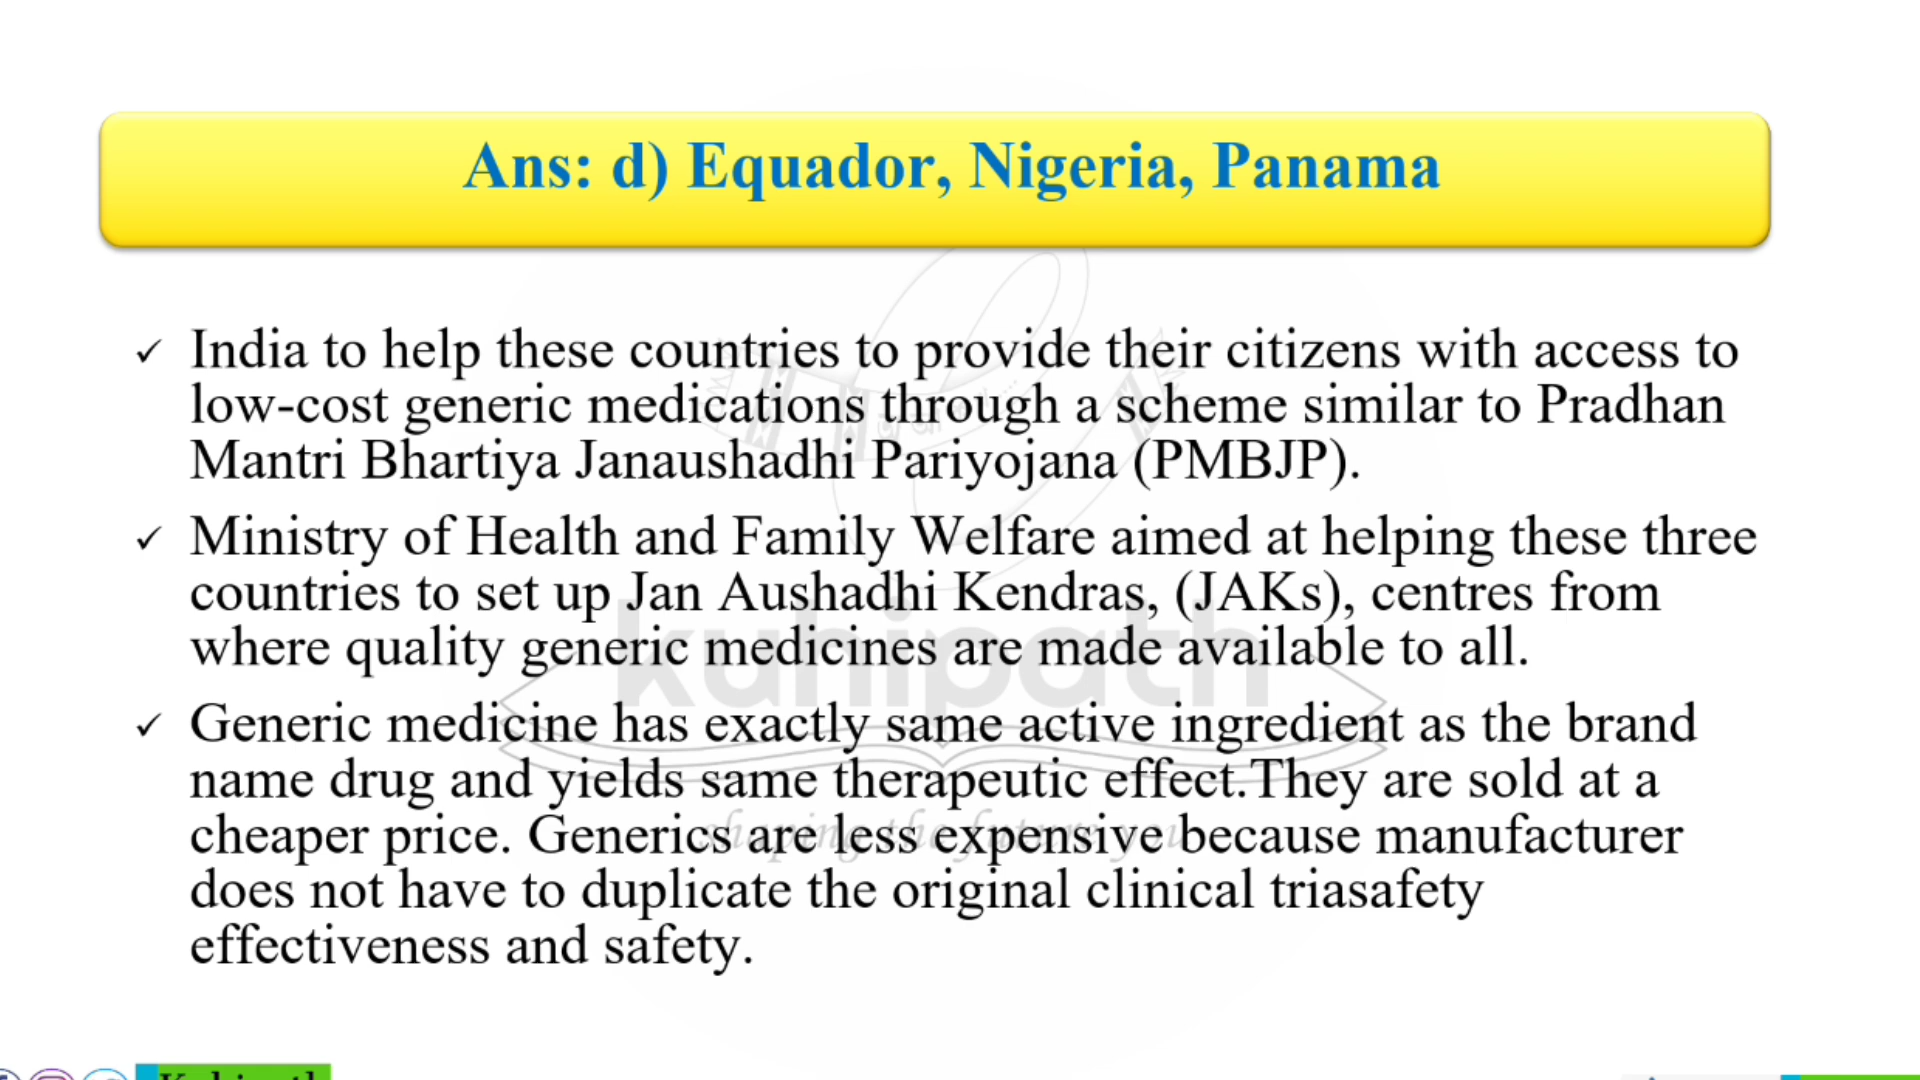 Ans: d) Equador, Nigeria, Panama
✓ India to help these countries to provide their citizens with access to
low-cost generic medications through a scheme similar to Pradhan
Mantri Bhartiya Janaushadhi Pariyojana (PMBJP).
✓ Ministry of Health and Family Welfare aimed at helping these three
countries to set up Jan Aushadhi Kendras, (JAKs), centres from
where quality generic medicines are made available to all.
✓ Generic medicine has exactly same active ingredient as the brand
name drug and yields same therapeutic effect.They are sold at a
cheaper price. Generics are less expensive because manufacturer
does not have to duplicate the original clinical triasafety
effectiveness and safety.
kuhipath
shaping the future you